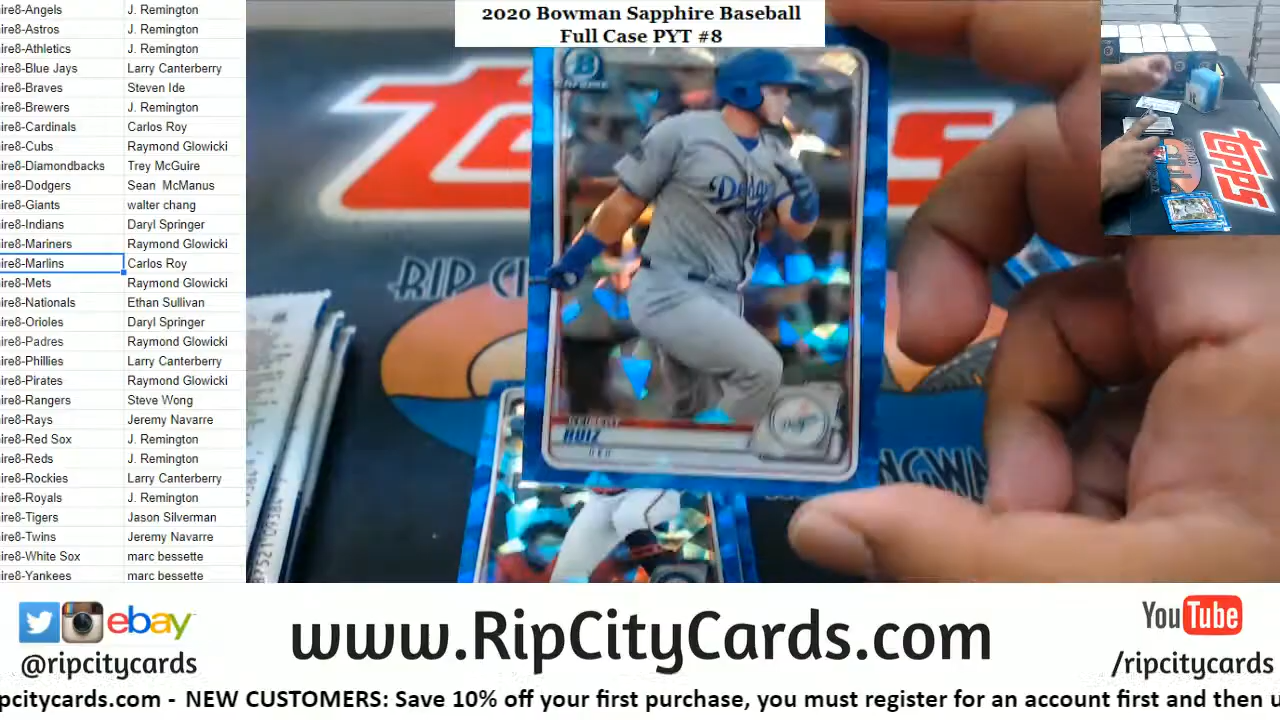 2020 Bowman Sapphire Baseball
Full Case PYT #8
ire8-Angels J. Remington
ire8-Astros J. Remington
ire8-Athletics J. Remington
ire8-Blue Jays Larry Canterberry
ire8-Braves Steven Ide
ire8-Brewers J. Remington
ire8-Cardinals Carlos Roy
ire8-Cubs Raymond Glowicki
ire8-Diamondbacks Trey McGuire
ire8-Dodgers Sean McManus
ire8-Giants walter chang
ire8-Indians Daryl Springer
ire8-Mariners Raymond Glowicki
ire8-Marlins Carlos Roy
ire8-Mets Raymond Glowicki
ire8-Nationals Ethan Sullivan
ire8-Orioles Daryl Springer
ire8-Padres Raymond Glowicki
ire8-Phillies Larry Canterberry
ire8-Pirates Raymond Glowicki
ire8-Rangers Steve Wong
ire8-Rays Jeremy Navarre
ire8-Red Sox J. Remington
ire8-Reds J. Remington
ire8-Rockies Larry Canterberry
ire8-Royals J. Remington
ire8-Tigers Jason Silverman
ire8-Twins Jeremy Navarre
ire8-White Sox marc bessette
ire8-Yankees marc bessette
B
Chrome
Dodgers
RUIZ
RIP CI
NGWA
topps
ebay
@ripcitycards
www.RipCityCards.com
YouTube
/ripcitycards
pcitycards.com - NEW CUSTOMERS: Save 10% off your first purchase, you must register for an account first and then u